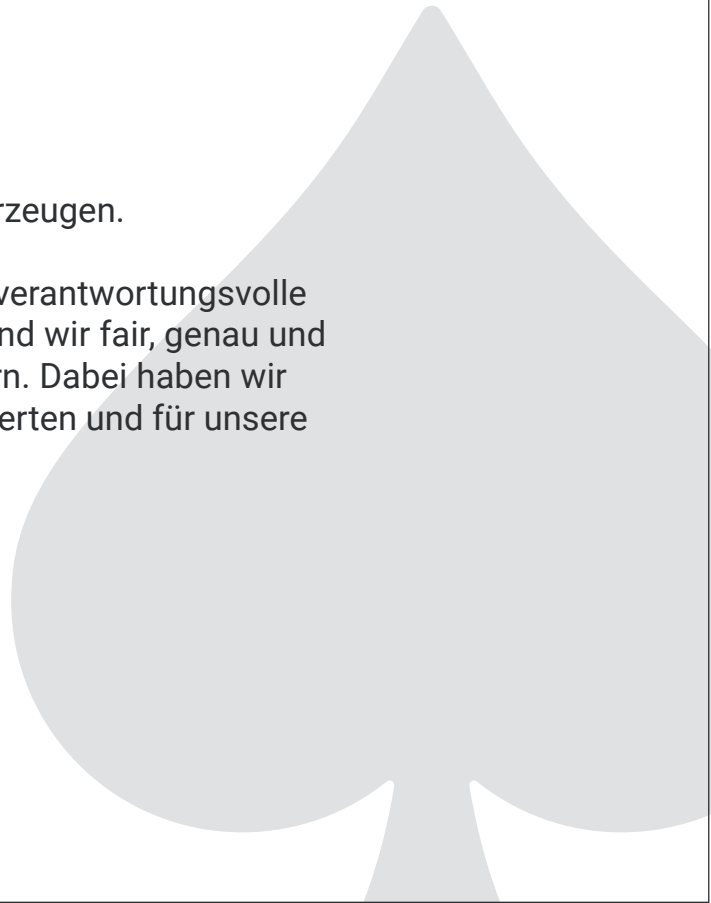 rzeugen.
verantwortungsvolle
nd wir fair, genau und
rn. Dabei haben wir
erten und für unsere